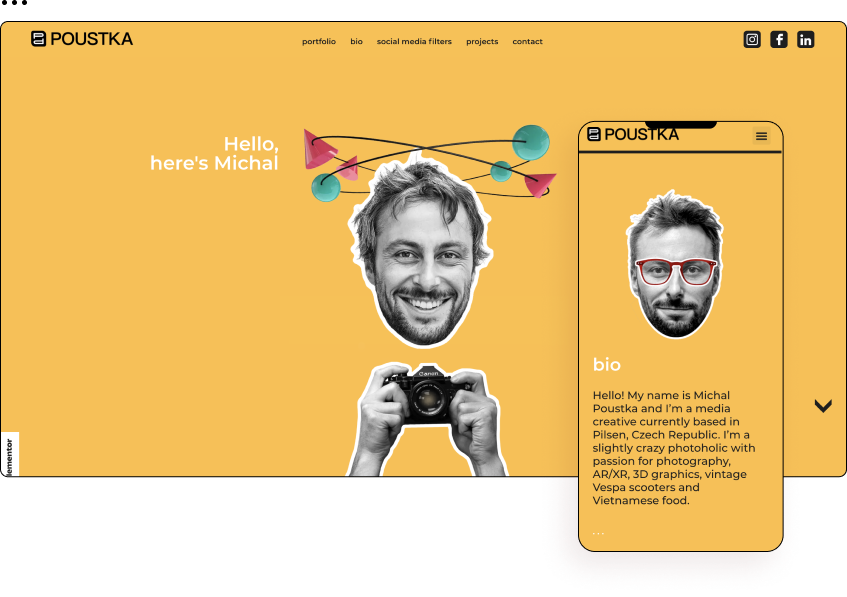 POUSTKA
portfolio bio social media filters projects contact
Hello,
here's Michal
Canon
lementor
POUSTKA
bio
Hello! My name is Michal
Poustka and I'm a media
creative currently based in
Pilsen, Czech Republic. I'm a
slightly crazy photoholic with
passion for photography,
AR/XR, 3D graphics, vintage
Vespa scooters and
Vietnamese food.
...